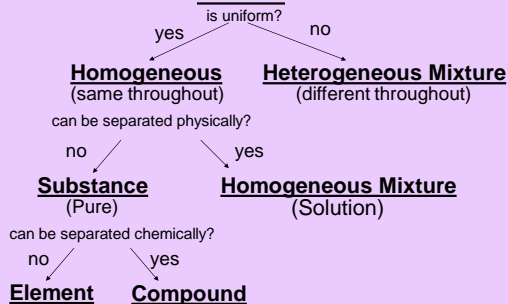 is uniform?
yes no
Homogeneous Heterogeneous Mixture
(same throughout) (different throughout)
can be separated physically?
no yes
Substance Homogeneous Mixture
(Pure) (Solution)
can be separated chemically?
no yes
Element Compound